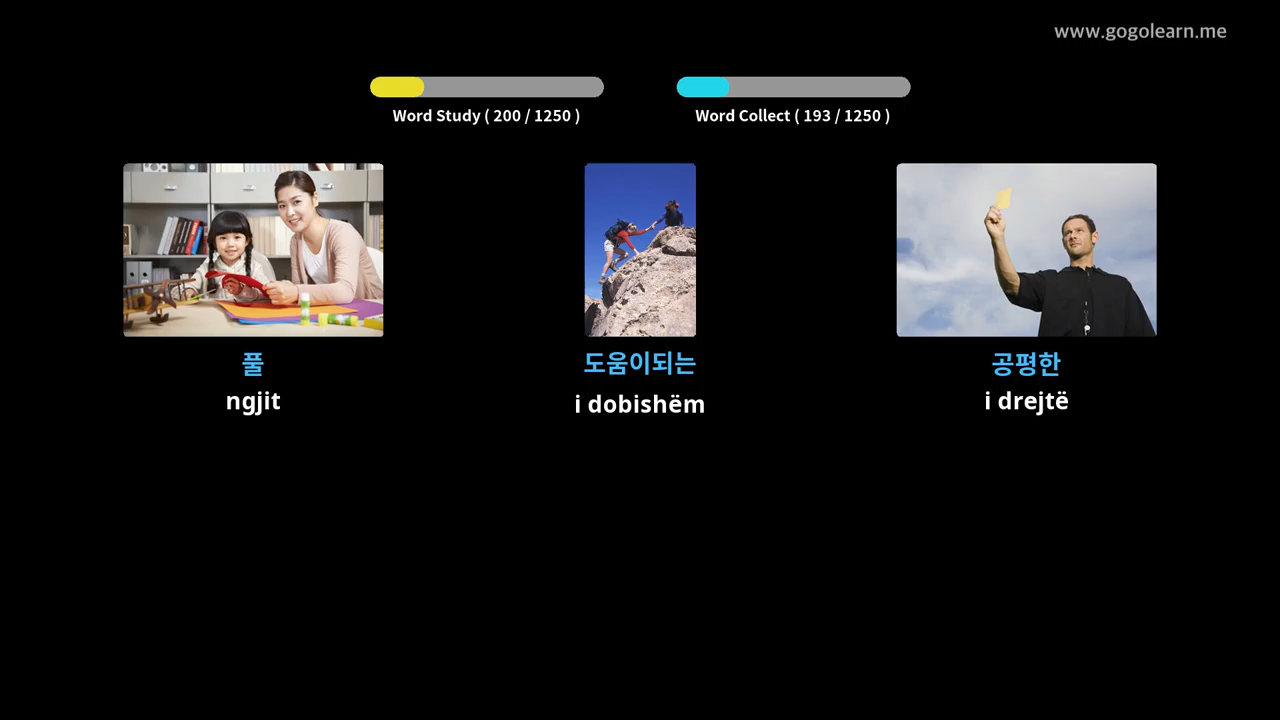 www.gogolearn.me
Word Study ( 200 / 1250 )
Word Collect ( 193 / 1250 )
풀
ngjit
도움이되는
i dobishëm
공평한
i drejtë